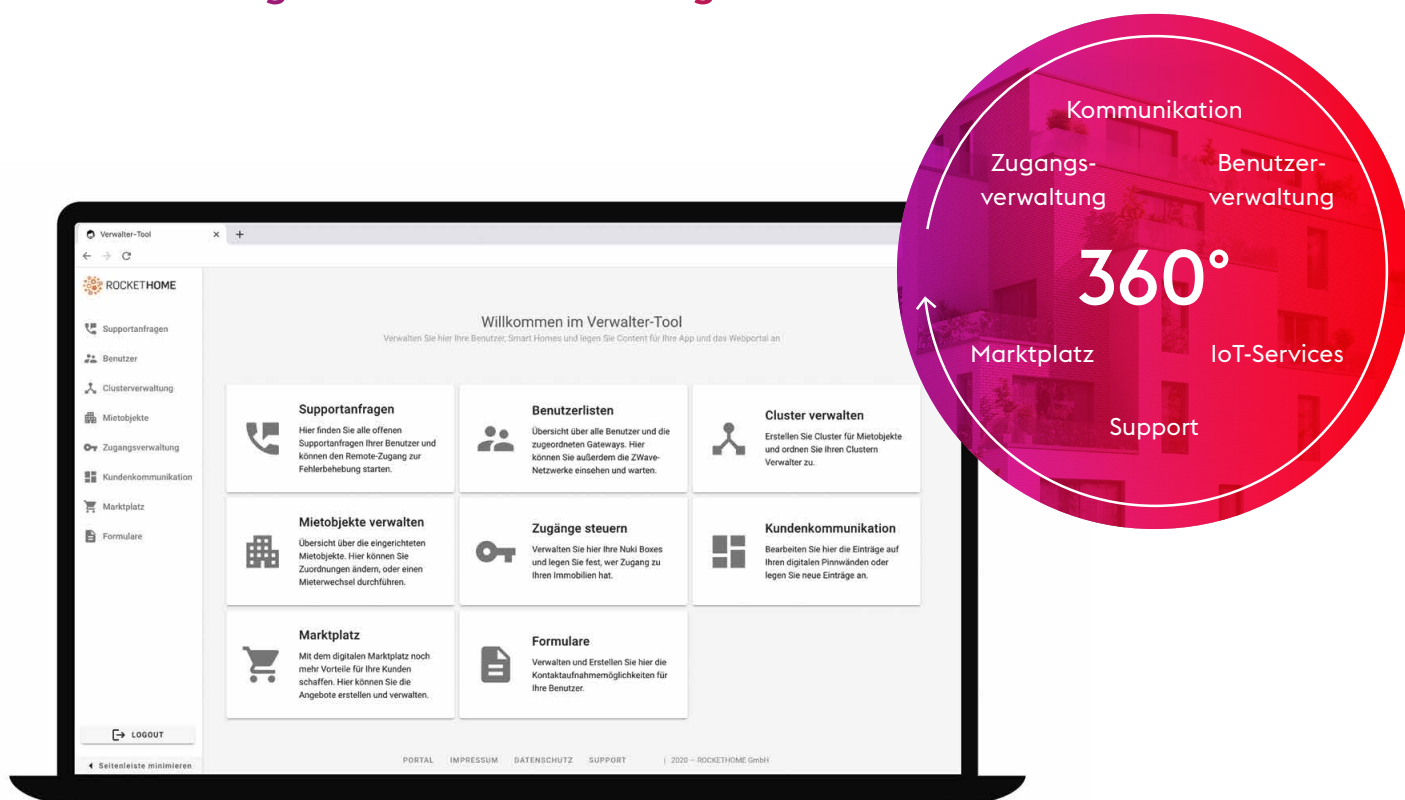 Kommunikation
Zugangs-
verwaltung
Benutzer-
verwaltung
360°
Marktplatz
IoT-Services
Support
Verwalter-Tool
ROCKETHOME
Supportanfragen
Benutzer
Clusterverwaltung
Mietobjekte
Zugangsverwaltung
Kundenkommunikation
Marktplatz
Formulare
LOGOUT
Seitenleiste minimieren
Willkommen im Verwalter-Tool
Verwalten Sie hier Ihre Benutzer, Smart Homes und legen Sie Content für Ihre App und das Webportal an
Supportanfragen
Hier finden Sie alle offenen
Supportanfragen Ihrer Benutzer und
können den Remote-Zugang zur
Fehlerbehebung starten.
Benutzerlisten
Übersicht über alle Benutzer und die
zugeordneten Gateways. Hier
können Sie außerdem die ZWave-
Netzwerke einsehen und warten.
Cluster verwalten
Erstellen Sie Cluster für Mietobjekte
und ordnen Sie Ihren Clustern
Verwalter zu.
Mietobjekte verwalten
Übersicht über die eingerichteten
Mietobjekte. Hier können Sie
Zuordnungen ändern, oder einen
Mieterwechsel durchführen.
Zugänge steuern
Verwalten Sie hier Ihre Nuki Boxes
und legen Sie fest, wer Zugang zu
Ihren Immobilien hat.
Kundenkommunikation
Bearbeiten Sie hier die Einträge auf
Ihren digitalen Pinnwänden oder
legen Sie neue Einträge an.
Marktplatz
Mit dem digitalen Marktplatz noch
mehr Vorteile für Ihre Kunden
schaffen. Hier können Sie die
Angebote erstellen und verwalten.
Formulare
Verwalten und Erstellen Sie hier die
Kontaktaufnahmemöglichkeiten für
Ihre Benutzer.
PORTAL IMPRESSUM DATENSCHUTZ SUPPORT | 2020 – ROCKETHOME GmbH